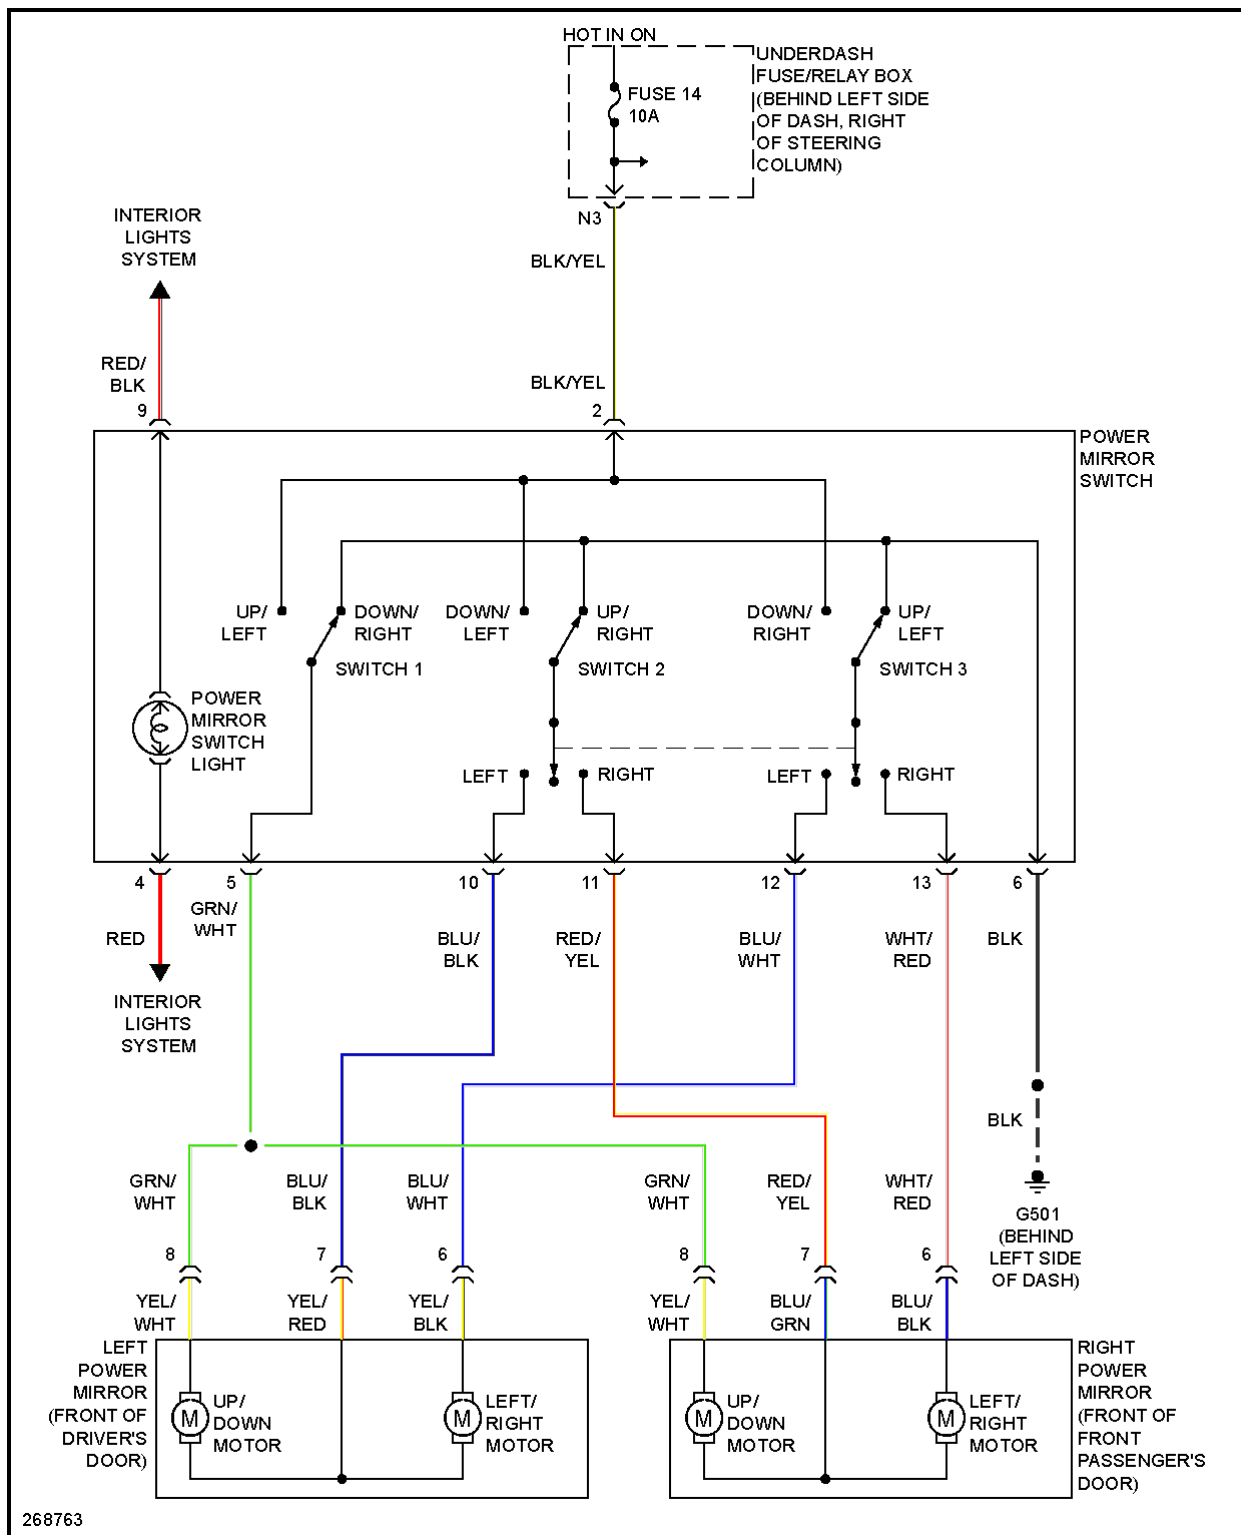 HOT IN ON
UNDERDASH
FUSE/RELAY BOX
(BEHIND LEFT SIDE
OF DASH, RIGHT
OF STEERING
COLUMN)
FUSE 14
10A
N3
INTERIOR
LIGHTS
SYSTEM
BLK/YEL
RED/
BLK
BLK/YEL
9
2
POWER
MIRROR
SWITCH
UP/
LEFT
DOWN/
RIGHT
SWITCH 1
DOWN/
LEFT
UP/
RIGHT
SWITCH 2
DOWN/
RIGHT
UP/
LEFT
SWITCH 3
POWER
MIRROR
SWITCH
LIGHT
LEFT
RIGHT
LEFT
RIGHT
4
5
10
11
12
13
6
RED
GRN/
WHT
BLU/
BLK
RED/
YEL
BLU/
WHT
WHT/
RED
BLK
INTERIOR
LIGHTS
SYSTEM
BLK
GRN/
WHT
BLU/
BLK
BLU/
WHT
GRN/
WHT
RED/
YEL
WHT/
RED
G501
(BEHIND
LEFT SIDE
OF DASH)
8
7
6
8
7
6
YEL/
WHT
YEL/
RED
YEL/
BLK
YEL/
WHT
BLU/
GRN
BLU/
BLK
LEFT
POWER
MIRROR
(FRONT OF
DRIVER'S
DOOR)
M
UP/
DOWN
MOTOR
M
LEFT/
RIGHT
MOTOR
M
UP/
DOWN
MOTOR
M
LEFT/
RIGHT
MOTOR
RIGHT
POWER
MIRROR
(FRONT OF
FRONT
PASSENGER'S
DOOR)
268763